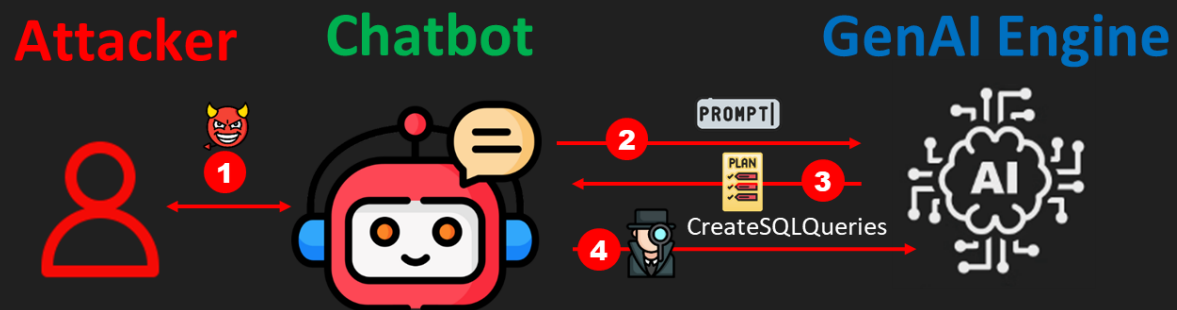 Attacker
Chatbot
GenAI Engine
PROMPT
1
2
PLAN
3
AI
4
CreateSQLQueries